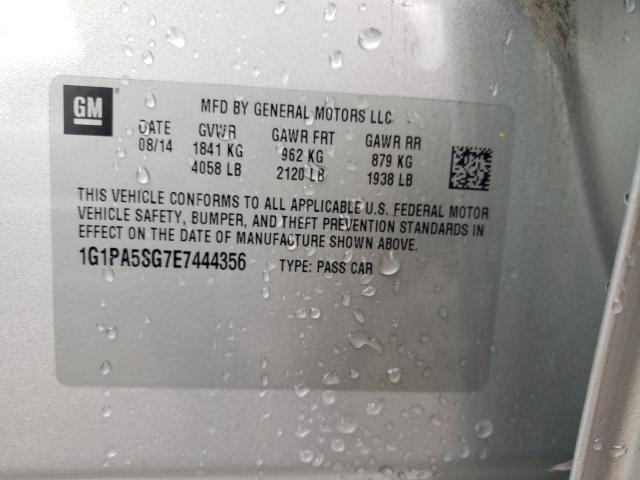 GM
MFD BY GENERAL MOTORS LLC
DATE GVWR GAWR FRT GAWR RR
08/14 1841 KG 962 KG 879 KG
4058 LB 2120 LB 1938 LB
THIS VEHICLE CONFORMS TO ALL APPLICABLE U.S. FEDERAL MOTOR
VEHICLE SAFETY, BUMPER, AND THEFT PREVENTION STANDARDS IN
EFFECT ON THE DATE OF MANUFACTURE SHOWN ABOVE.
1G1PA5SG7E7444356 TYPE: PASS CAR